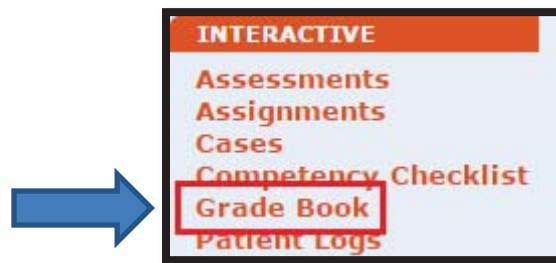 INTERACTIVE
Assessments
Assignments
Cases
Competency Checklist
Grade Book
Patient Logs